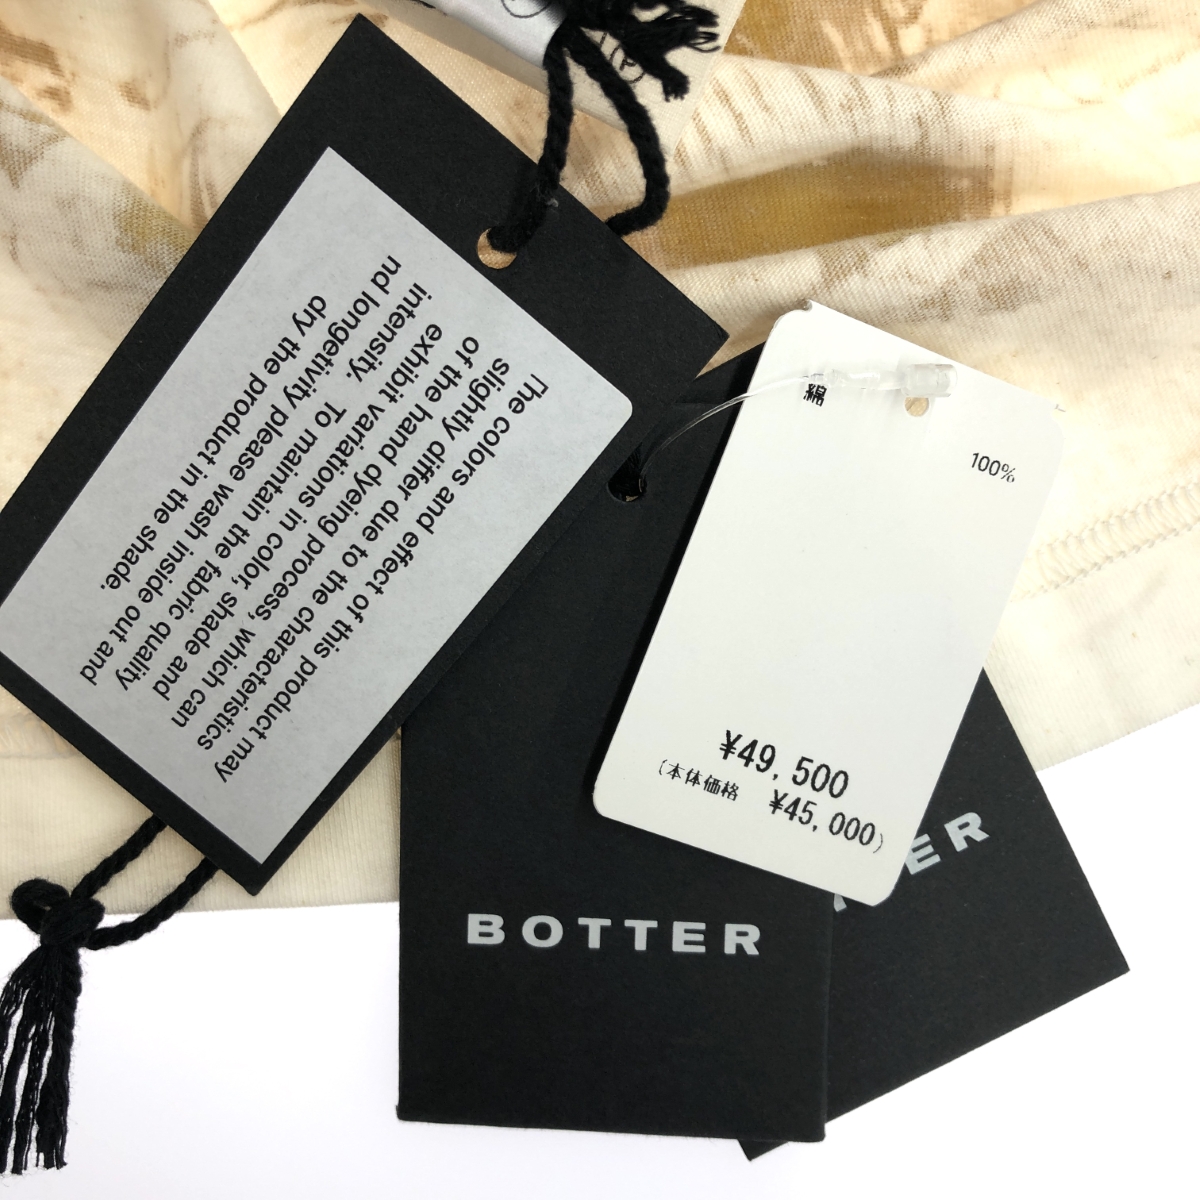 The colors and effect of this product may
slightly differ due to the characteristics
of the hand dyeing process, which can
exhibit variations in color, shade and
intensity. To maintain the fabric quality
nd longetivity please wash inside out and
dry the product in the shade.
綿
100%
¥49,500
(本体価格 ¥45,000)
BOTTER
ER